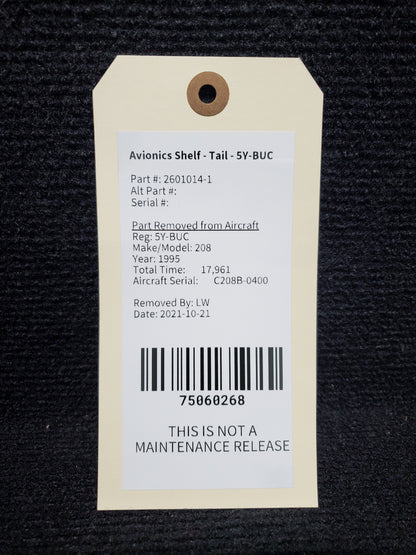 Avionics Shelf - Tail - 5Y-BUC
Part #: 2601014-1
Alt Part #:
Serial #:
Part Removed from Aircraft
Reg: 5Y-BUC
Make/Model: 208
Year: 1995
Total Time: 17,961
Aircraft Serial: C208B-0400
Removed By: LW
Date: 2021-10-21
75060268
THIS IS NOT A
MAINTENANCE RELEASE